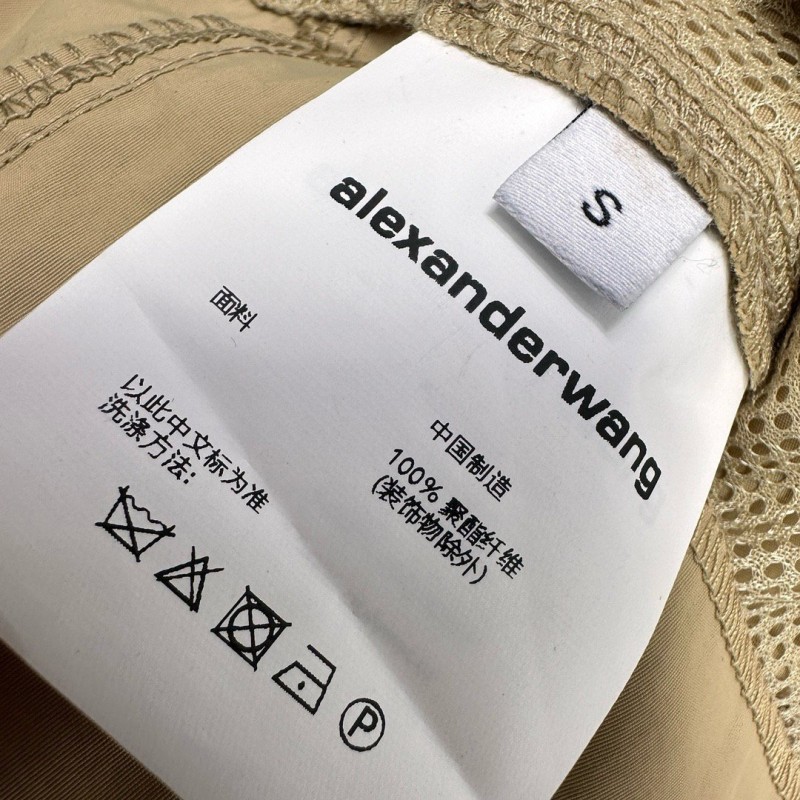 S
alexanderwang
面料
中国制造
100% 聚酯纤维
(装饰物除外)
以此中文标为准
洗涤方法:
P